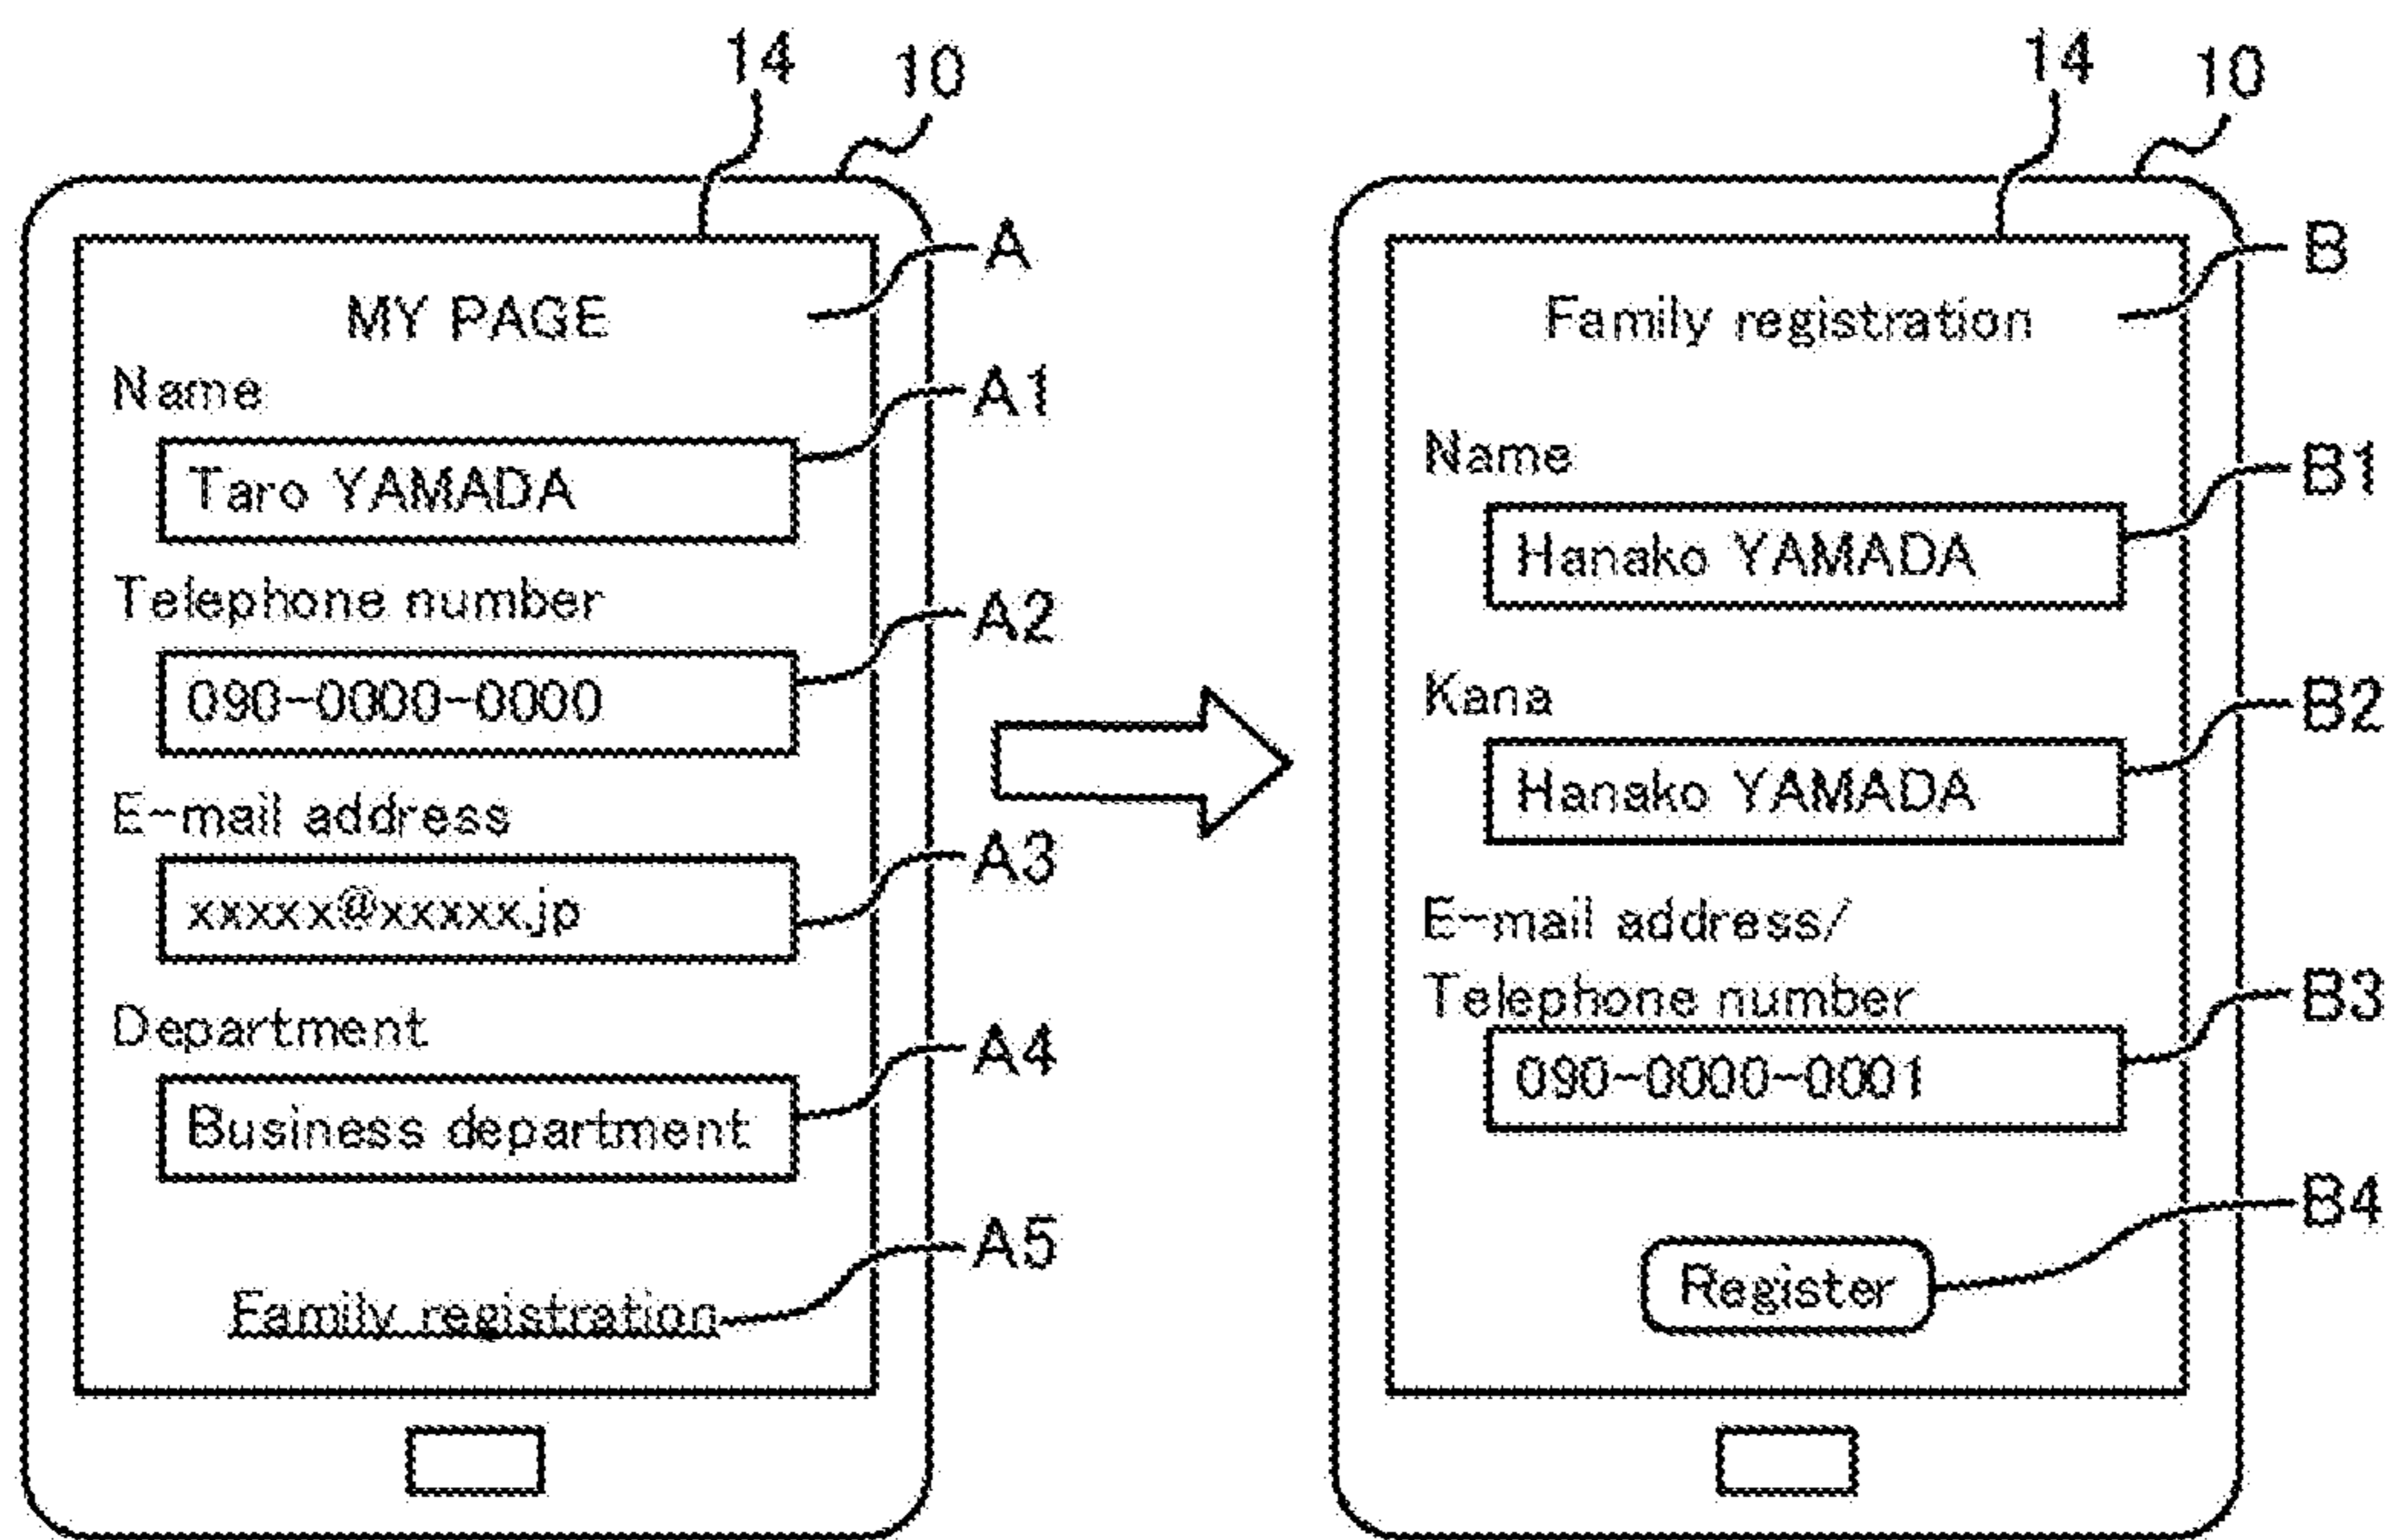 14 10
A
MY PAGE
Name
A1
Taro YAMADA
Telephone number
A2
090-0000-0000
E-mail address
A3
xxxxx@xxxxx.jp
Department
A4
Business department
A5
Family registration
14 10
B
Family registration
Name
B1
Hanako YAMADA
Kana
B2
Hanako YAMADA
E-mail address/
Telephone number
B3
090-0000-0001
B4
Register